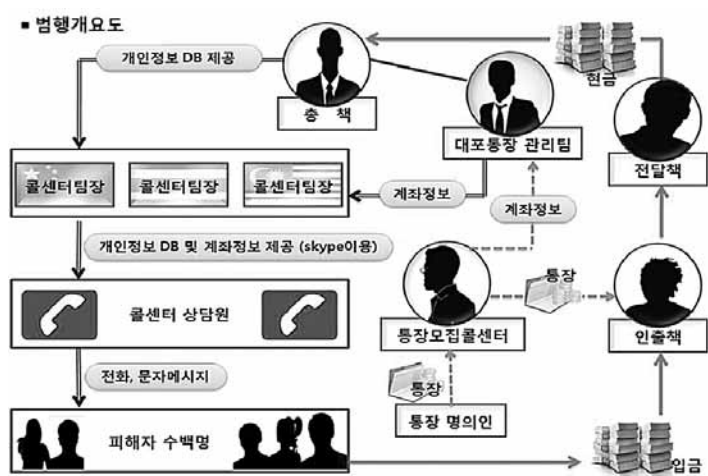 ▪ 범행개요도
개인정보 DB 제공
총 책
현금
대포통장 관리팀
전달책
콜센터팀장
콜센터팀장
콜센터팀장
계좌정보
계좌정보
개인정보 DB 및 계좌정보 제공 (skype이용)
콜센터 상담원
통장
통장모집콜센터
인출책
전화, 문자메시지
통장
통장 명의인
피해자 수백명
입금